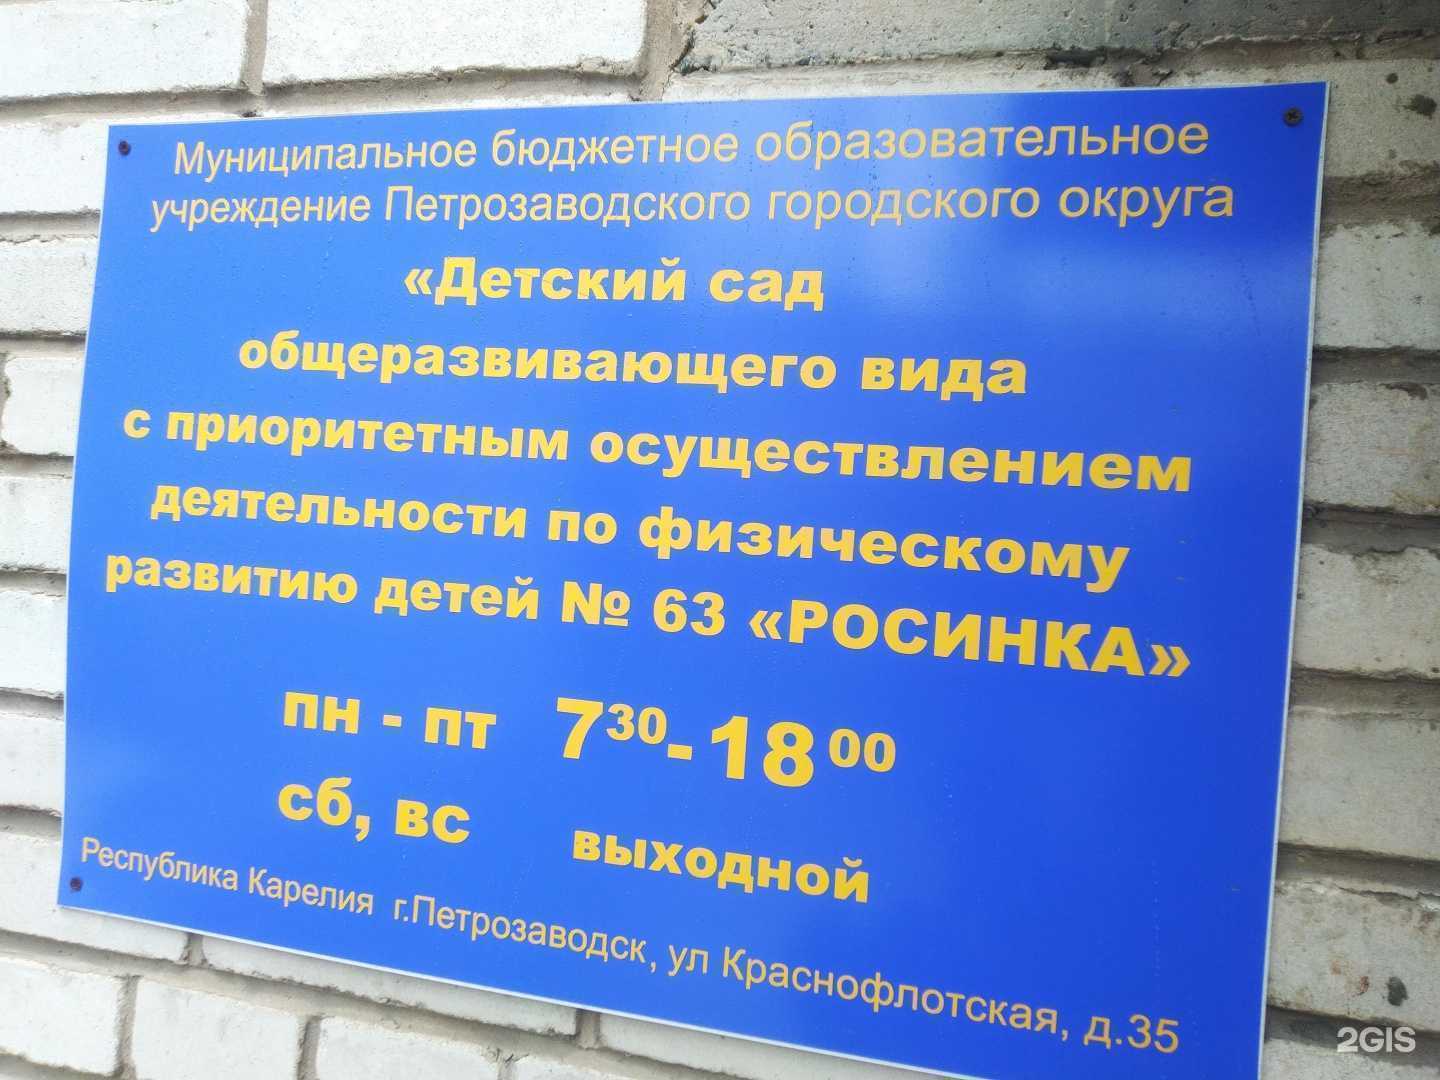 Муниципальное бюджетное образовательное
учреждение Петрозаводского городского округа
«Детский сад
общеразвивающего вида
с приоритетным осуществлением
деятельности по физическому
развитию детей № 63 «РОСИНКА»
пн - пт 7³⁰-18⁰⁰
сб, вс выходной
Республика Карелия г.Петрозаводск, ул Краснофлотская, д.35
2GIS